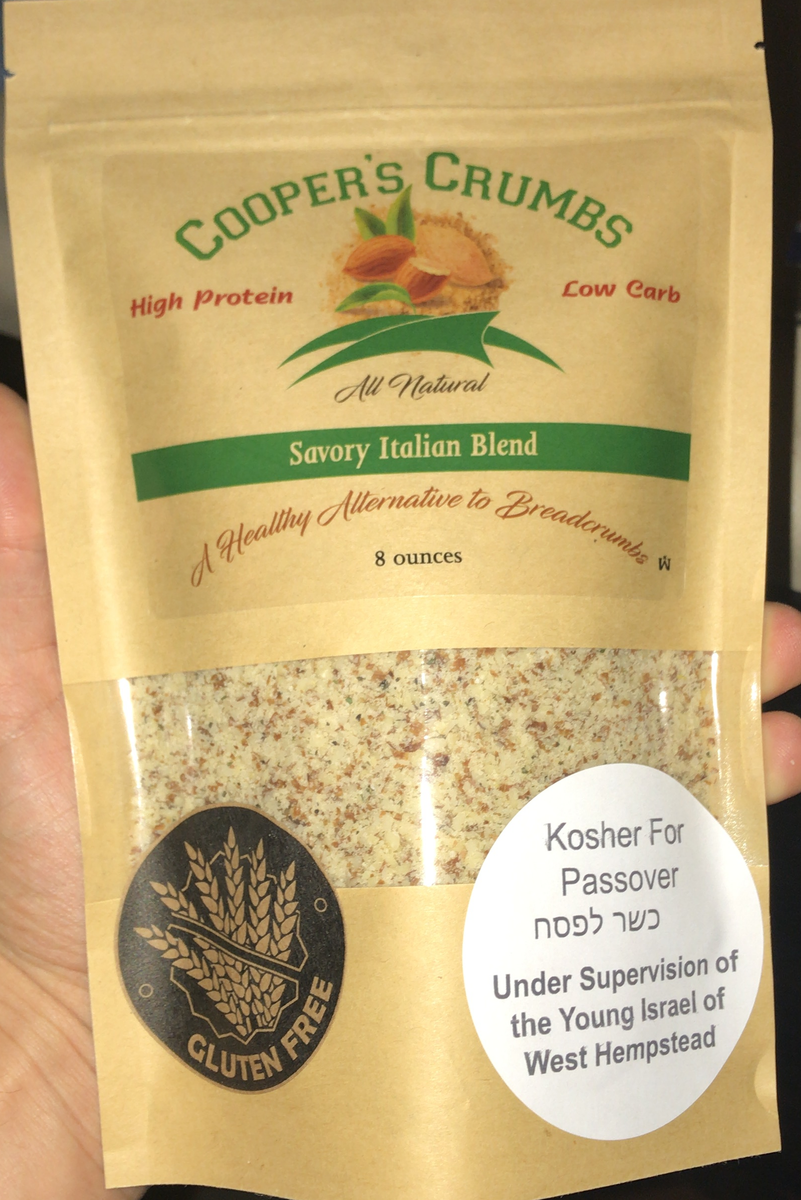 COOPER'S CRUMBS
High Protein
Low Carb
All Natural
Savory Italian Blend
A Healthy Alternative to Breadcrumbs
8 ounces
GLUTEN FREE
Kosher For
Passover
כשר לפסח
Under Supervision of
the Young Israel of
West Hempstead